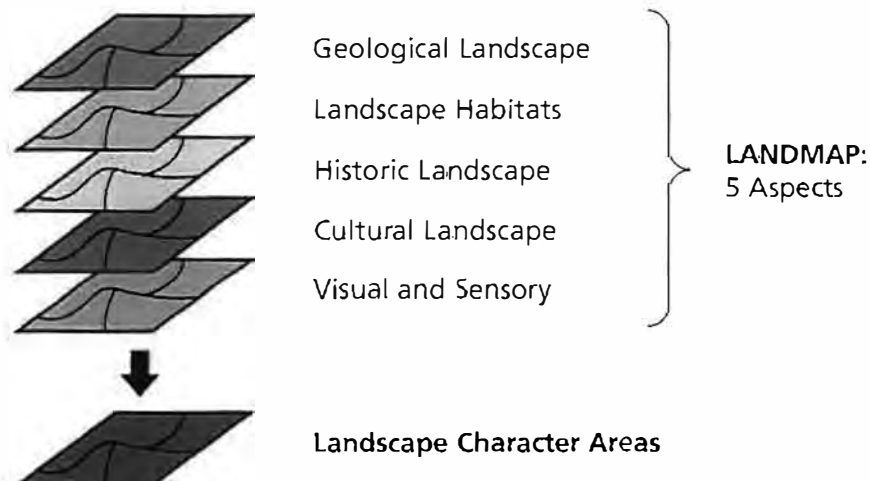 Geological Landscape
Landscape Habitats
Historic Landscape
Cultural Landscape
Visual and Sensory
LANDMAP:
5 Aspects
Landscape Character Areas